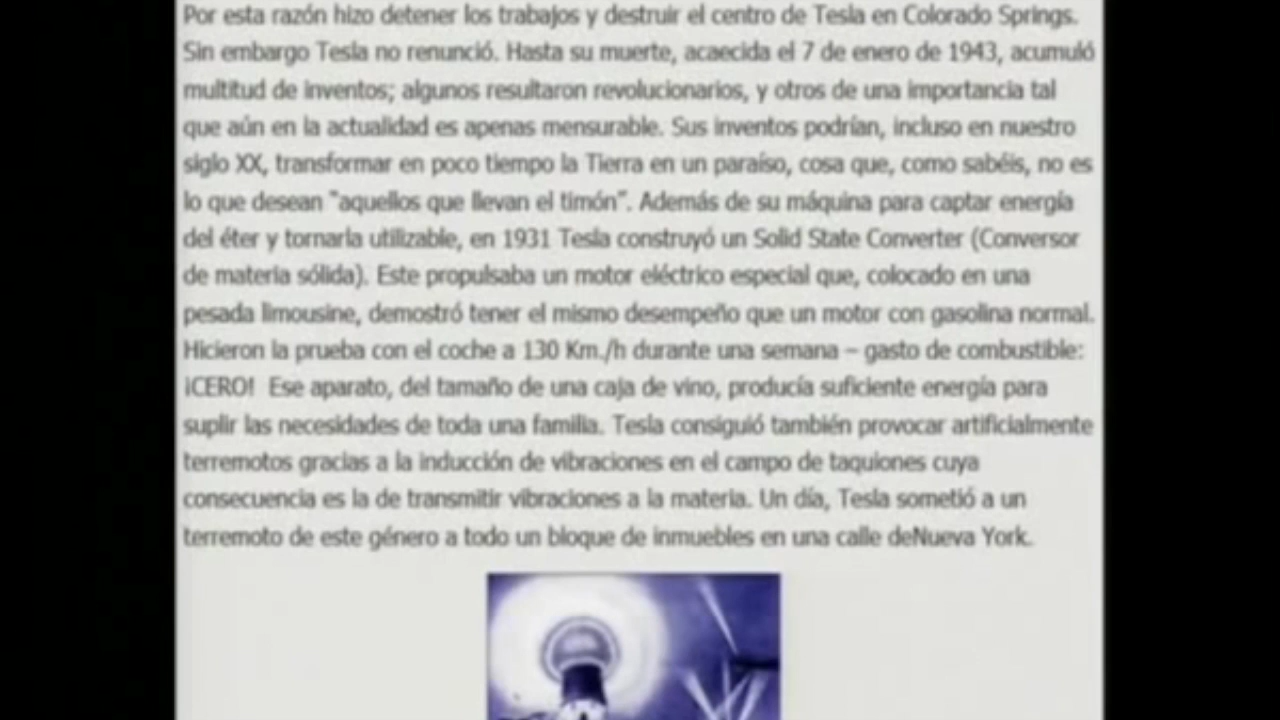 Por esta razón hizo detener los trabajos y destruir el centro de Tesla en Colorado Springs.
Sin embargo Tesla no renunció. Hasta su muerte, acaecida el 7 de enero de 1943, acumuló
multitud de inventos; algunos resultaron revolucionarios, y otros de una importancia tal
que aún en la actualidad es apenas mensurable. Sus inventos podrían, incluso en nuestro
siglo XX, transformar en poco tiempo la Tierra en un paraíso, cosa que, como sabéis, no es
lo que desean "aquellos que llevan el timón". Además de su máquina para captar energía
del éter y tornarla utilizable, en 1931 Tesla construyó un Solid State Converter (Conversor
de materia sólida). Este propulsaba un motor eléctrico especial que, colocado en una
pesada limousine, demostró tener el mismo desempeño que un motor con gasolina normal.
Hicieron la prueba con el coche a 130 Km./h durante una semana – gasto de combustible:
¡CERO! Ese aparato, del tamaño de una caja de vino, producía suficiente energía para
suplir las necesidades de toda una familia. Tesla consiguió también provocar artificialmente
terremotos gracias a la inducción de vibraciones en el campo de taquiones cuya
consecuencia es la de transmitir vibraciones a la materia. Un día, Tesla sometió a un
terremoto de este género a todo un bloque de inmuebles en una calle deNueva York.